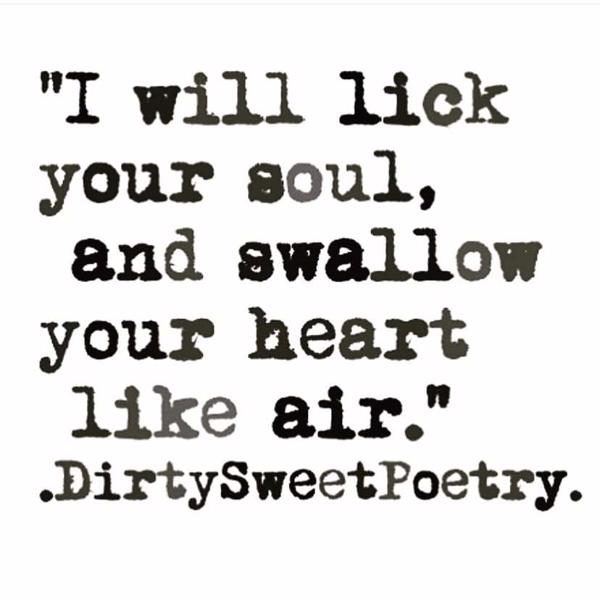 "I will lick
your soul,
and swallow
your heart
like air."
.DirtySweetPoetry.